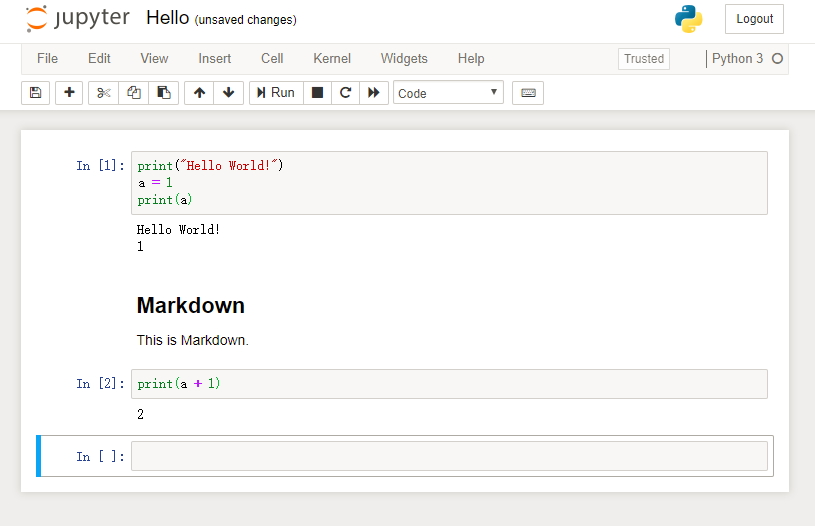 jupyter Hello (unsaved changes) Logout
File Edit View Insert Cell Kernel Widgets Help Trusted Python 3
Run Code
In [1]: print("Hello World!")
a = 1
print(a)
Hello World!
1
Markdown
This is Markdown.
In [2]: print(a + 1)
2
In [ ]: